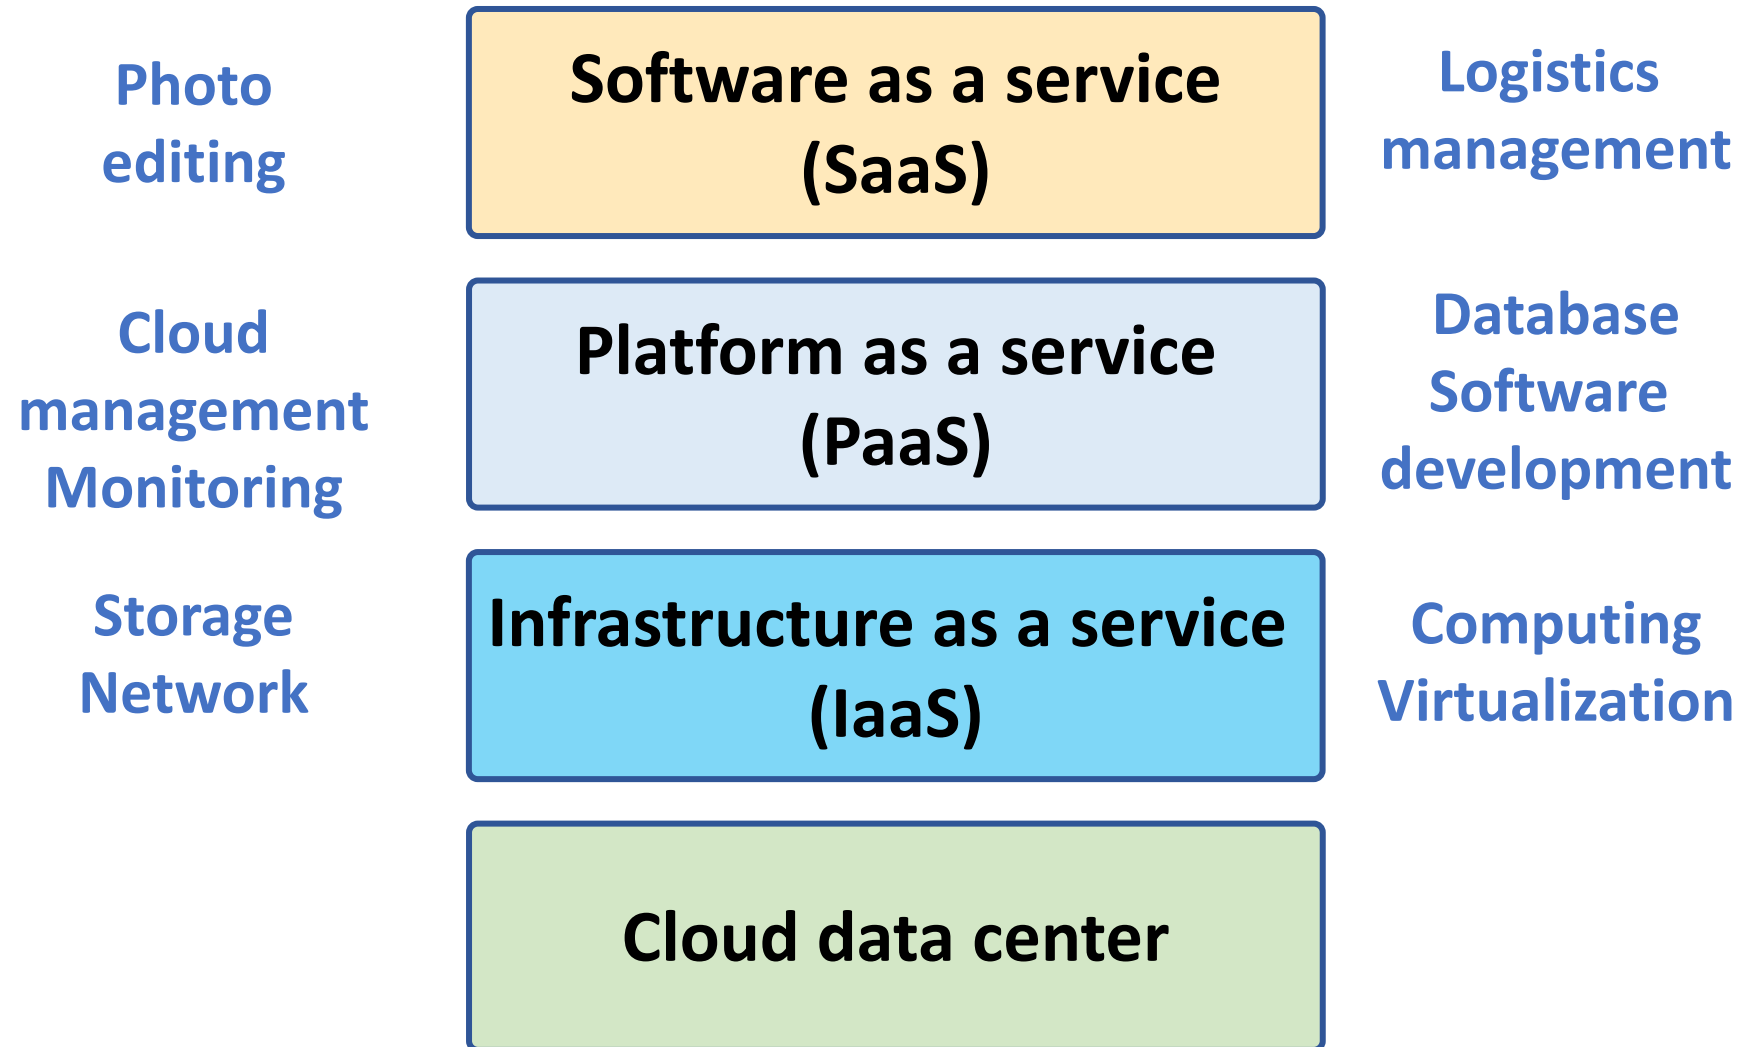 Photo
editing
Software as a service
(SaaS)
Logistics
management
Cloud
management
Monitoring
Platform as a service
(PaaS)
Database
Software
development
Storage
Network
Infrastructure as a service
(IaaS)
Computing
Virtualization
Cloud data center